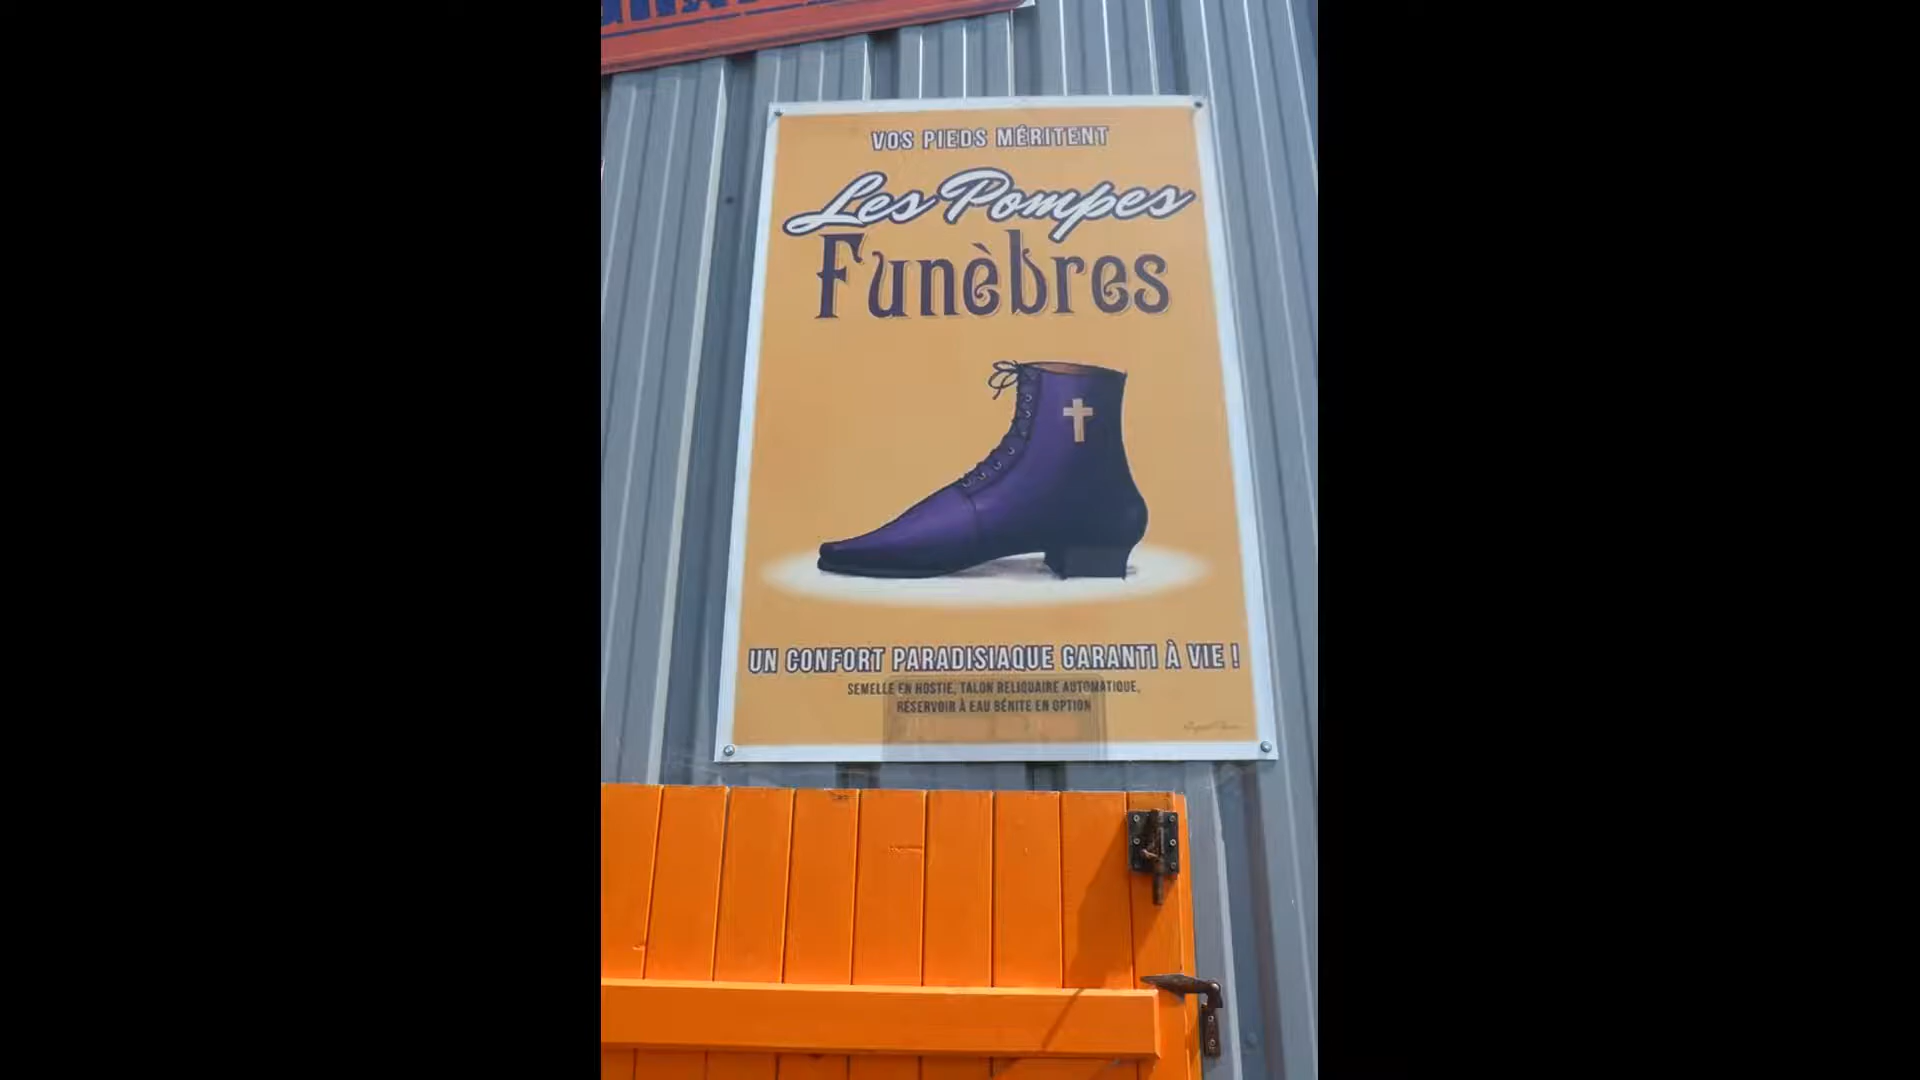 VOS PIEDS MÉRITENT
Les Pompes
Funèbres
UN CONFORT PARADISIAQUE GARANTI À VIE !
SEMELLE EN HOSTIE, TALON RELIQUAIRE AUTOMATIQUE,
RÉSERVOIR À EAU BÉNITE EN OPTION